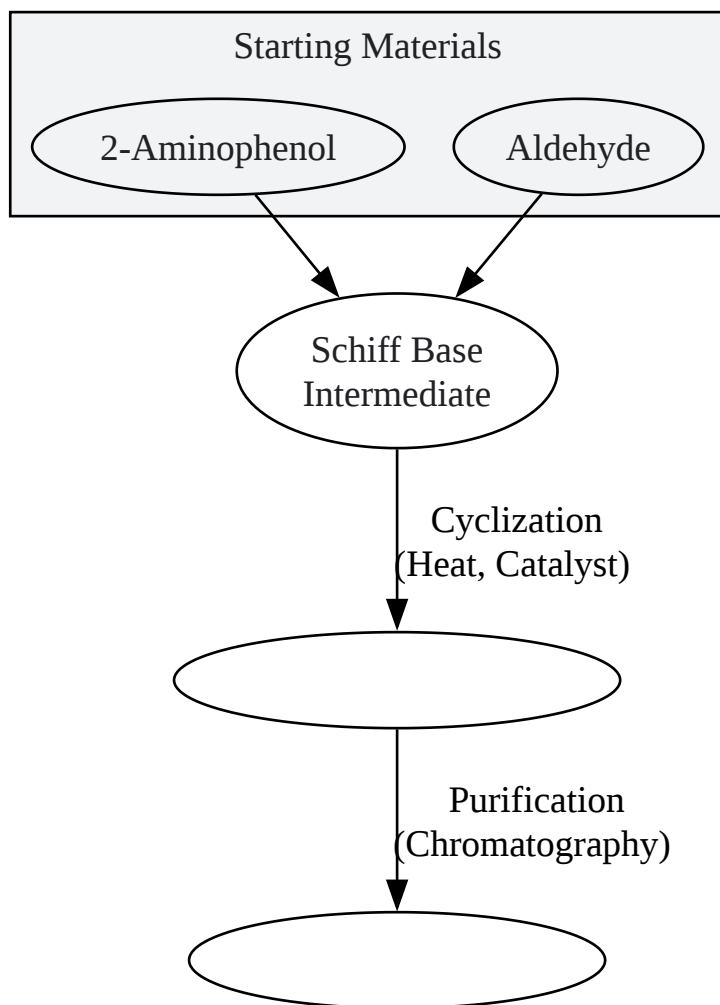 Starting Materials
2-Aminophenol
Aldehyde
Schiff Base
Intermediate
Cyclization
(Heat, Catalyst)
Purification
(Chromatography)